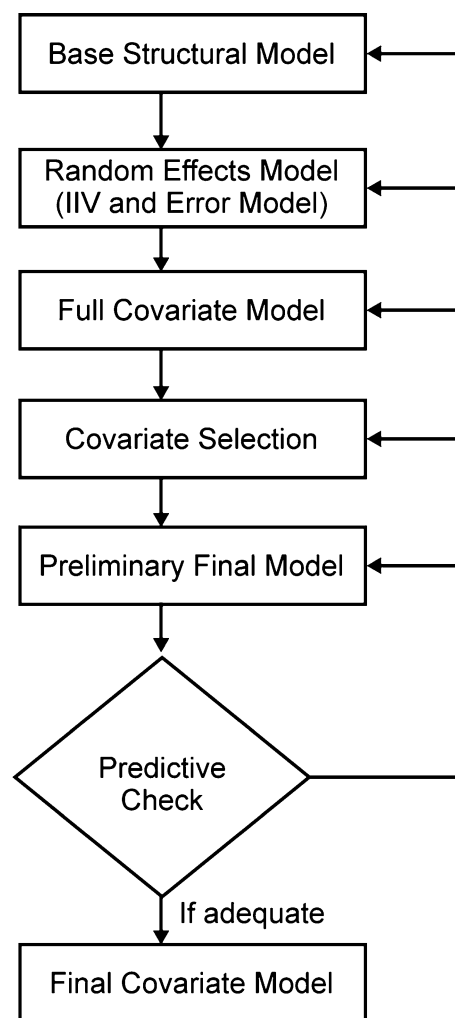 Base Structural Model
Random Effects Model
(IIV and Error Model)
Full Covariate Model
Covariate Selection
Preliminary Final Model
Predictive
Check
If adequate
Final Covariate Model